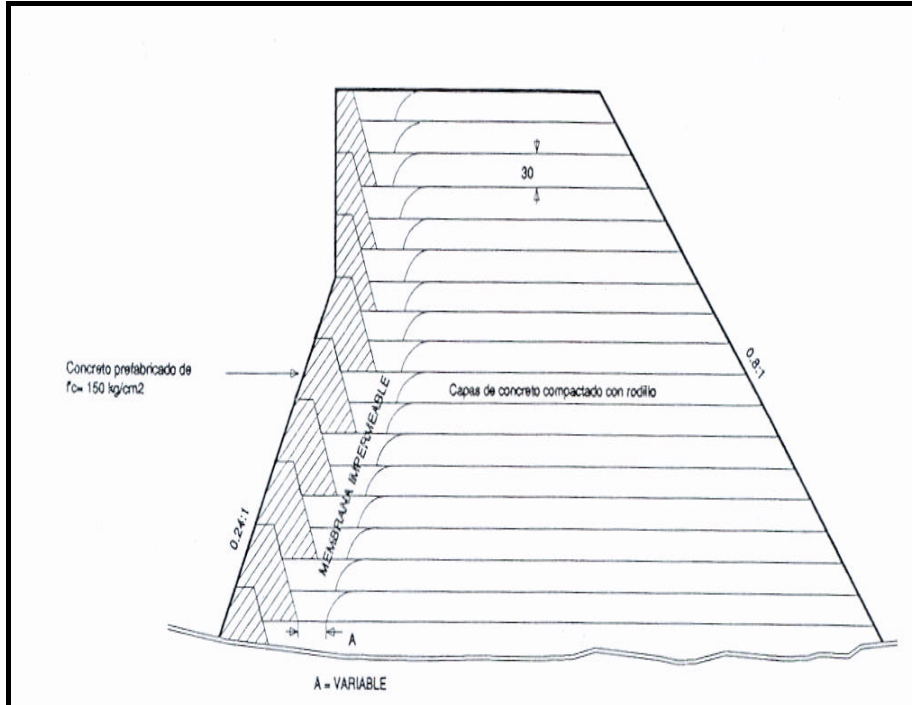 30
Concreto prefabricado de
f'c= 150 kg/cm2
0.8:1
Capas de concreto compactado con rodillo
MEMBRANA IMPERMEABLE
0.24:1
A
A = VARIABLE